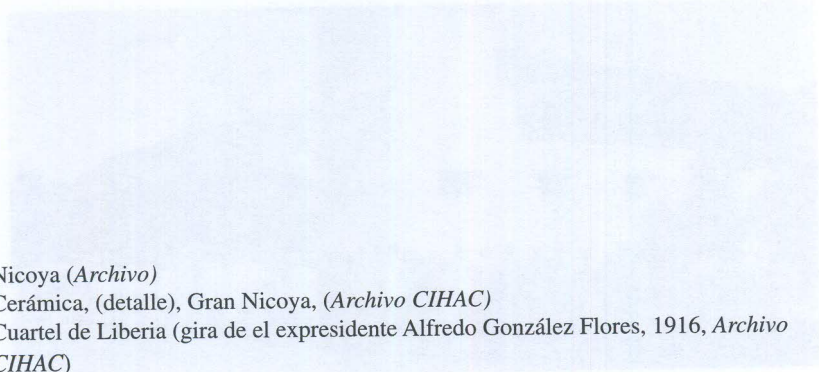 Nicoya (Archivo)
Cerámica, (detalle), Gran Nicoya, (Archivo CIHAC)
Cuartel de Liberia (gira de el expresidente Alfredo González Flores, 1916, Archivo
CIHAC)